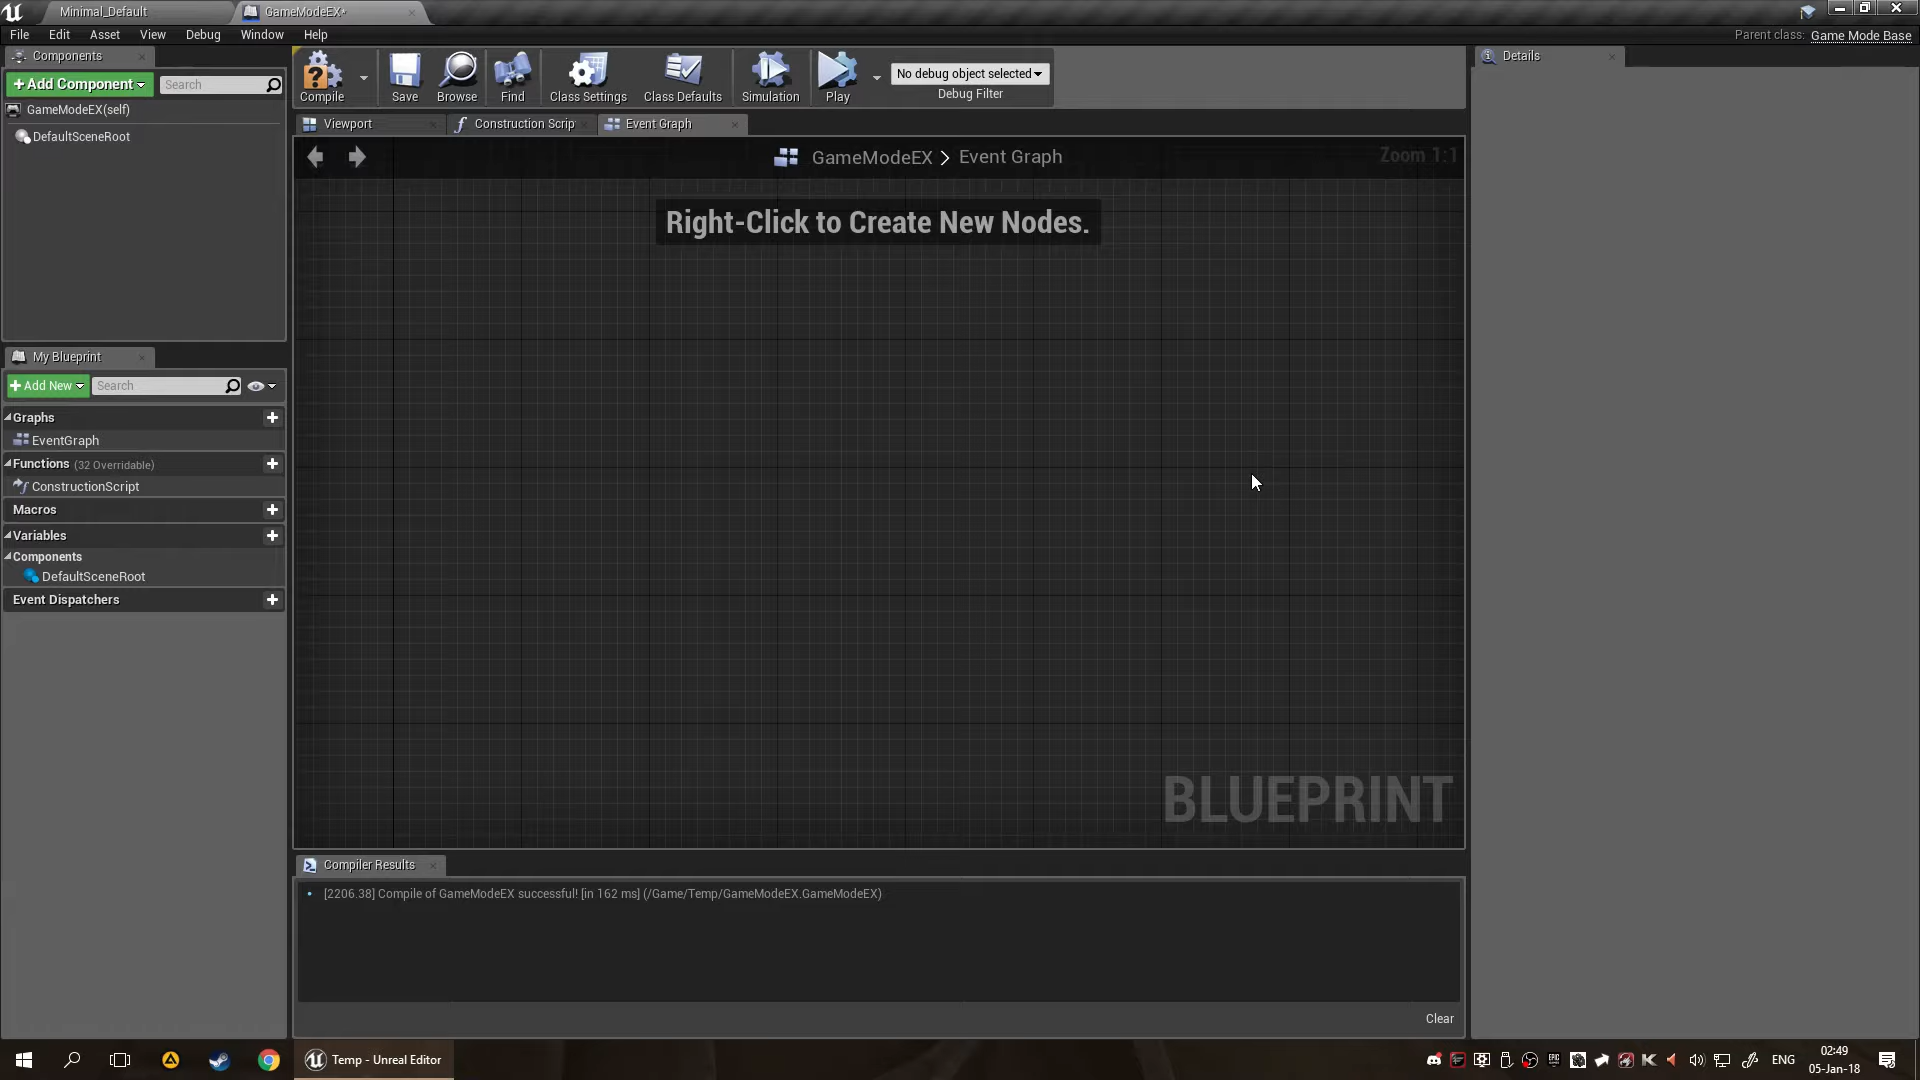 Minimal_Default
GameModeEX*
File Edit Asset View Debug Window Help
Parent class: Game Mode Base
Components
+ Add Component
Search
GameModeEX(self)
DefaultSceneRoot
Compile
Save
Browse
Find
Class Settings
Class Defaults
Simulation
Play
No debug object selected
Debug Filter
Details
Viewport
Construction Scrip
Event Graph
GameModeEX > Event Graph
Zoom 1:1
Right-Click to Create New Nodes.
My Blueprint
+ Add New
Search
Graphs
EventGraph
Functions (32 Overridable)
ConstructionScript
Macros
Variables
Components
DefaultSceneRoot
Event Dispatchers
BLUEPRINT
Compiler Results
[2206.38] Compile of GameModeEX successful! [in 162 ms] (/Game/Temp/GameModeEX.GameModeEX)
Clear
Temp - Unreal Editor
ENG
02:49
05-Jan-18